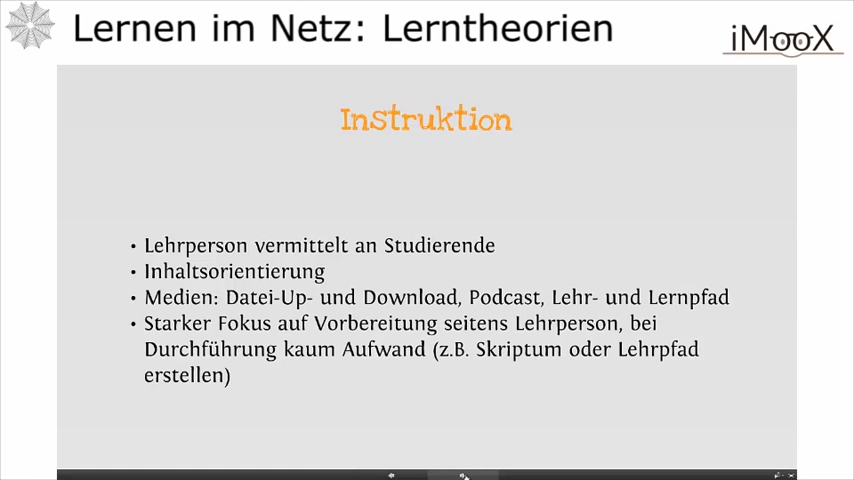 Lernen im Netz: Lerntheorien
iMooX
Instruktion
• Lehrperson vermittelt an Studierende
• Inhaltsorientierung
• Medien: Datei-Up- und Download, Podcast, Lehr- und Lernpfad
• Starker Fokus auf Vorbereitung seitens Lehrperson, bei
Durchführung kaum Aufwand (z.B. Skriptum oder Lehrpfad
erstellen)